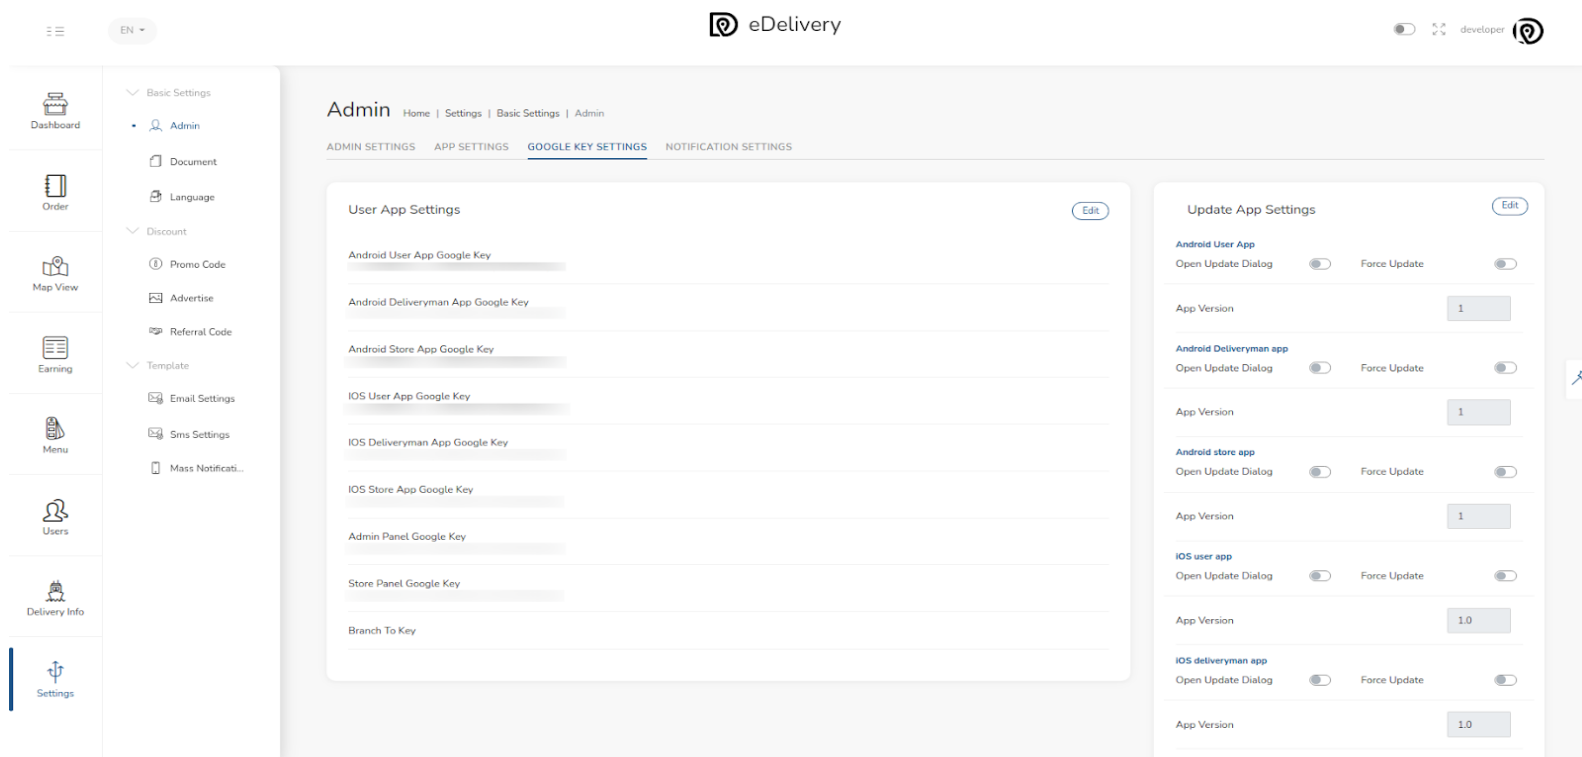 EN
eDelivery
developer
Dashboard
Order
Map View
Earning
Menu
Users
Delivery Info
Settings
Basic Settings
Admin
Document
Language
Discount
Promo Code
Advertise
Referral Code
Template
Email Settings
Sms Settings
Mass Notificati...
Admin Home | Settings | Basic Settings | Admin
ADMIN SETTINGS APP SETTINGS GOOGLE KEY SETTINGS NOTIFICATION SETTINGS
User App Settings Edit
Android User App Google Key
Android Deliveryman App Google Key
Android Store App Google Key
IOS User App Google Key
IOS Deliveryman App Google Key
IOS Store App Google Key
Admin Panel Google Key
Store Panel Google Key
Branch To Key
Update App Settings Edit
Android User App
Open Update Dialog Force Update
App Version 1
Android Deliveryman app
Open Update Dialog Force Update
App Version 1
Android store app
Open Update Dialog Force Update
App Version 1
iOS user app
Open Update Dialog Force Update
App Version 1.0
iOS deliveryman app
Open Update Dialog Force Update
App Version 1.0